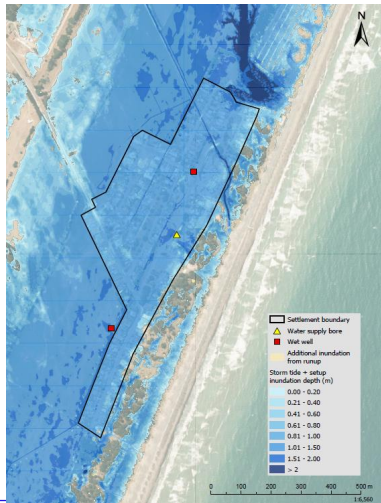 N
Settlement boundary
Water supply bore
Wet well
Additional inundation
from runup
Storm tide + setup
inundation depth (m)
0.00 - 0.20
0.21 - 0.40
0.41 - 0.60
0.61 - 0.80
0.81 - 1.00
1.01 - 1.50
1.51 - 2.00
> 2
0 100 200 300 400 500 m
1:6,560